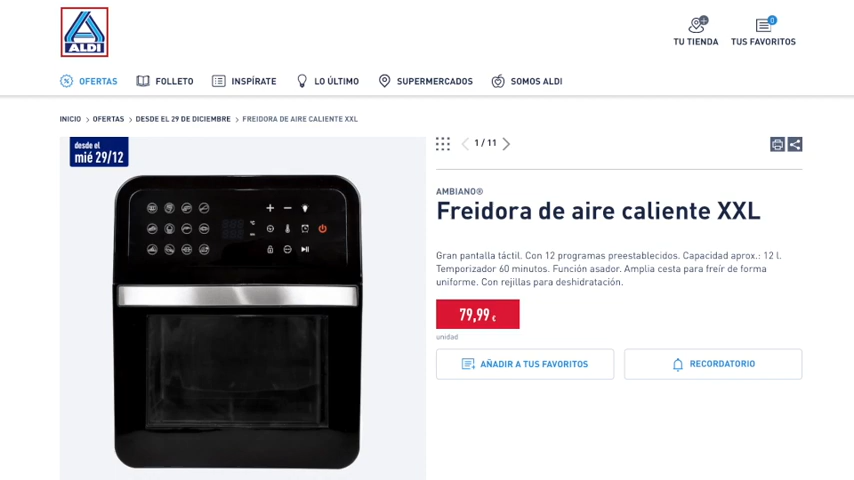 ALDI
TU TIENDA
0
TUS FAVORITOS
OFERTAS
FOLLETO
INSPÍRATE
LO ÚLTIMO
SUPERMERCADOS
SOMOS ALDI
INICIO > OFERTAS > DESDE EL 29 DE DICIEMBRE > FREIDORA DE AIRE CALIENTE XXL
desde el
mié 29/12
1 / 11
AMBIANO®
Freidora de aire caliente XXL
Gran pantalla táctil. Con 12 programas preestablecidos. Capacidad aprox.: 12 l.
Temporizador 60 minutos. Función asador. Amplia cesta para freír de forma
uniforme. Con rejillas para deshidratación.
79,99 €
unidad
AÑADIR A TUS FAVORITOS
RECORDATORIO